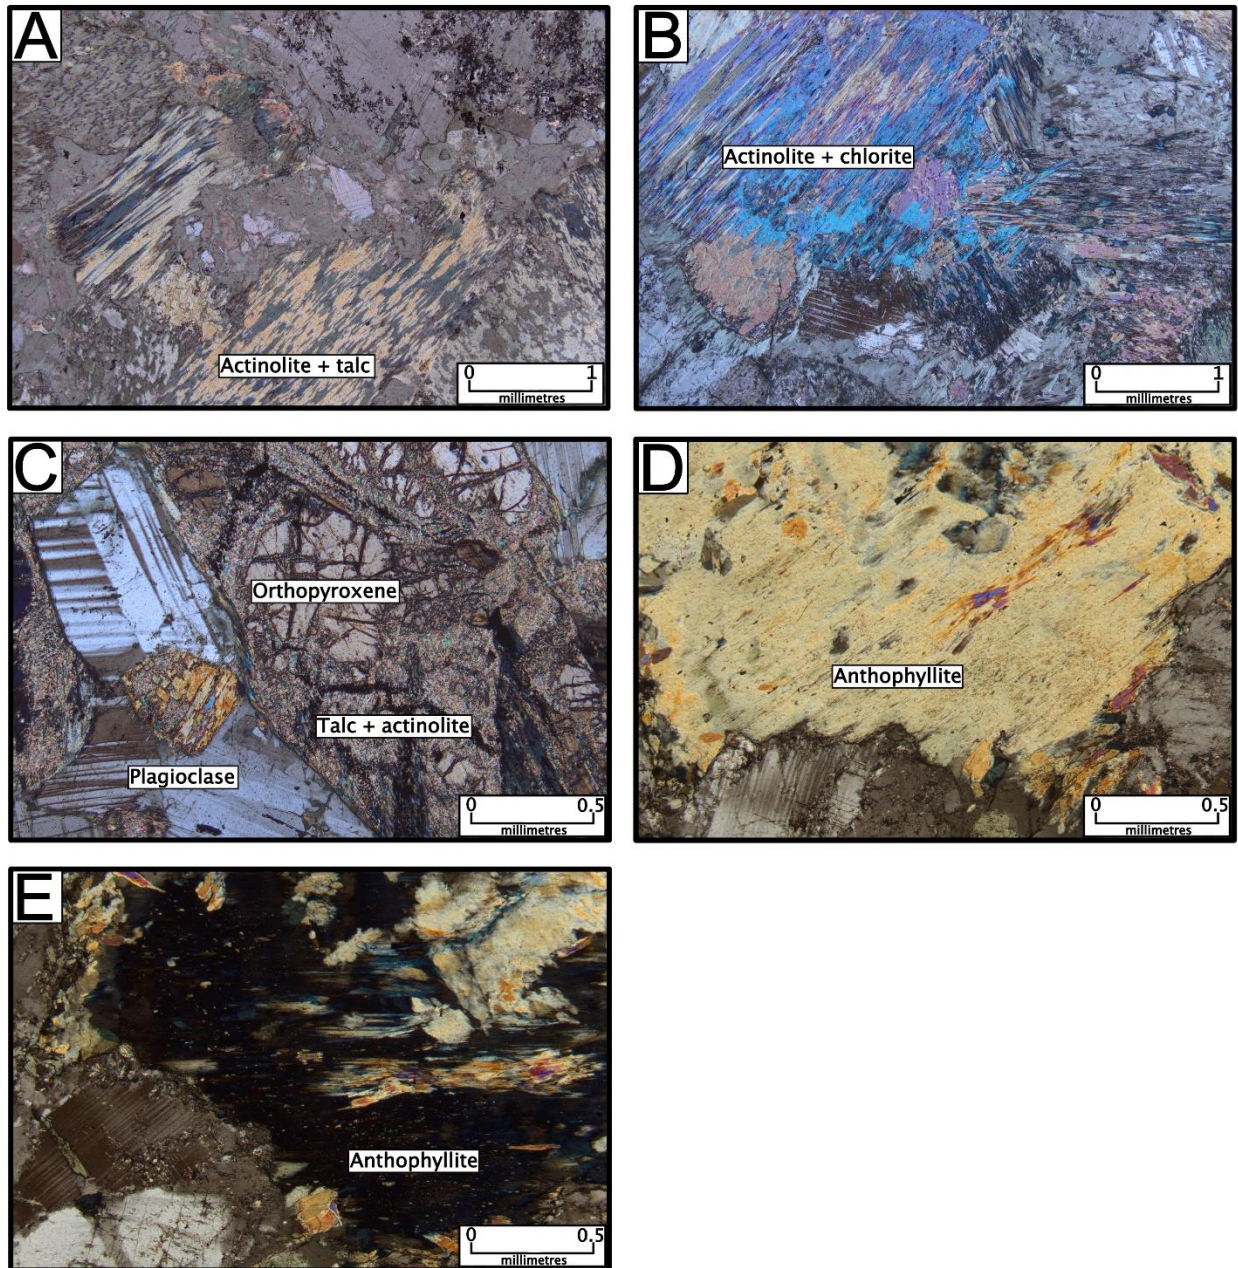 A
Actinolite + talc
0 1
millimetres
B
Actinolite + chlorite
0 1
millimetres
C
Orthopyroxene
Talc + actinolite
Plagioclase
0 0.5
millimetres
D
Anthophyllite
0 0.5
millimetres
E
Anthophyllite
0 0.5
millimetres